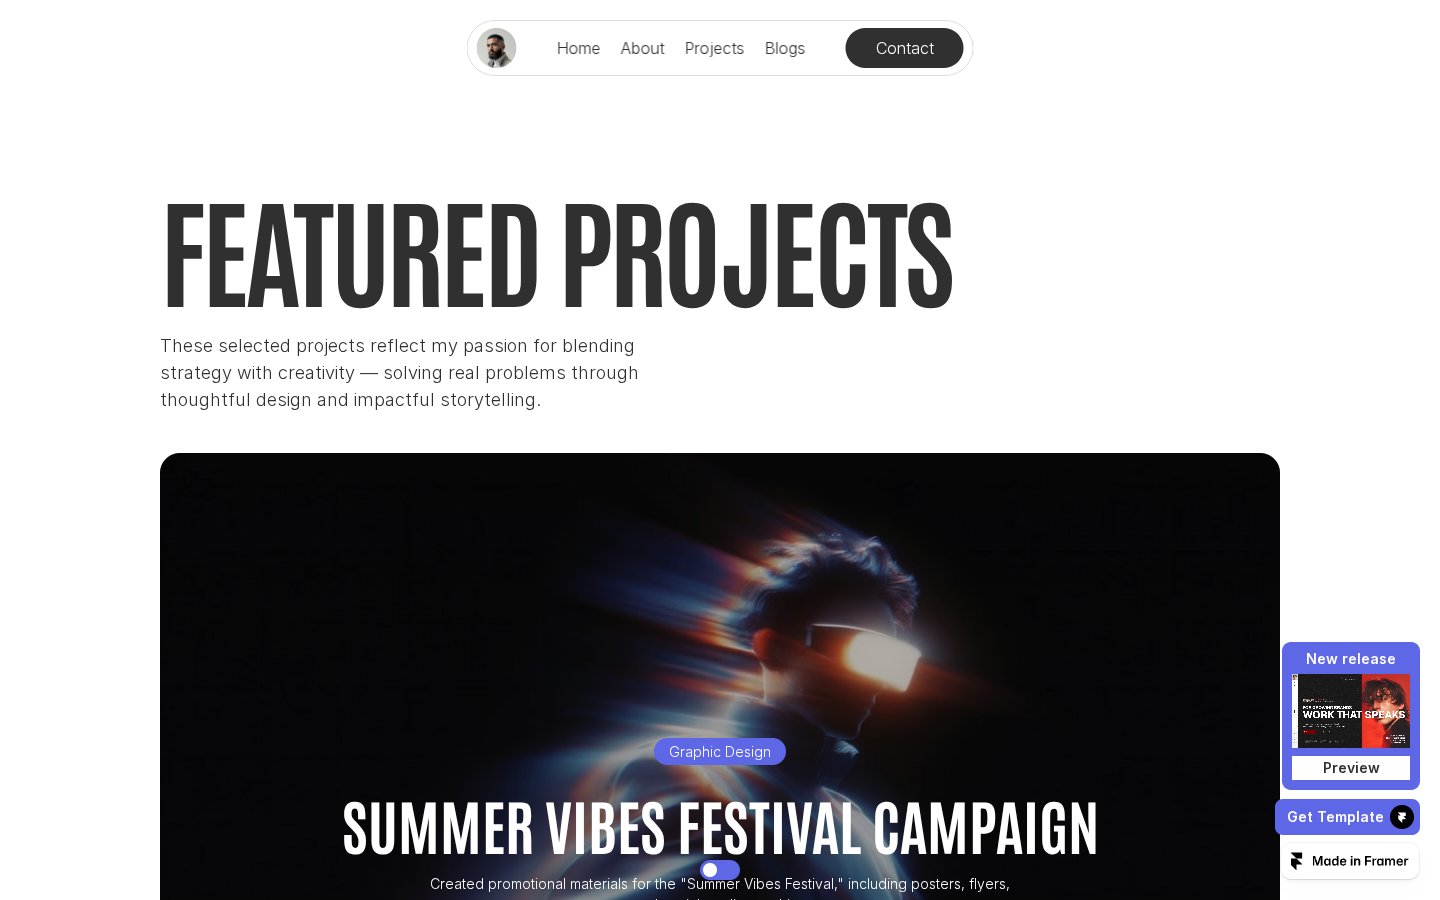 Home
About
Projects
Blogs
Contact
FEATURED PROJECTS
These selected projects reflect my passion for blending
strategy with creativity — solving real problems through
thoughtful design and impactful storytelling.
Graphic Design
SUMMER VIBES FESTIVAL CAMPAIGN
Created promotional materials for the "Summer Vibes Festival," including posters, flyers,
New release
WORK THAT SPEAKS
Preview
Get Template
Made in Framer